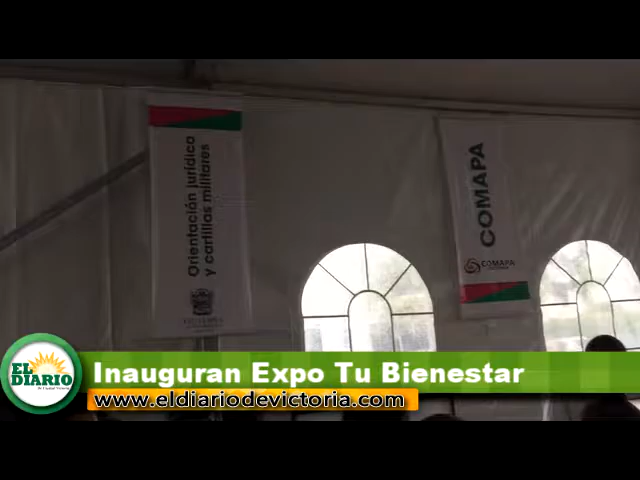 Orientación jurídica
y cartillas militares
COMAPA
COMAPA
EL
DIARIO
Inauguran Expo Tu Bienestar
www.eldiariodevictoria.com